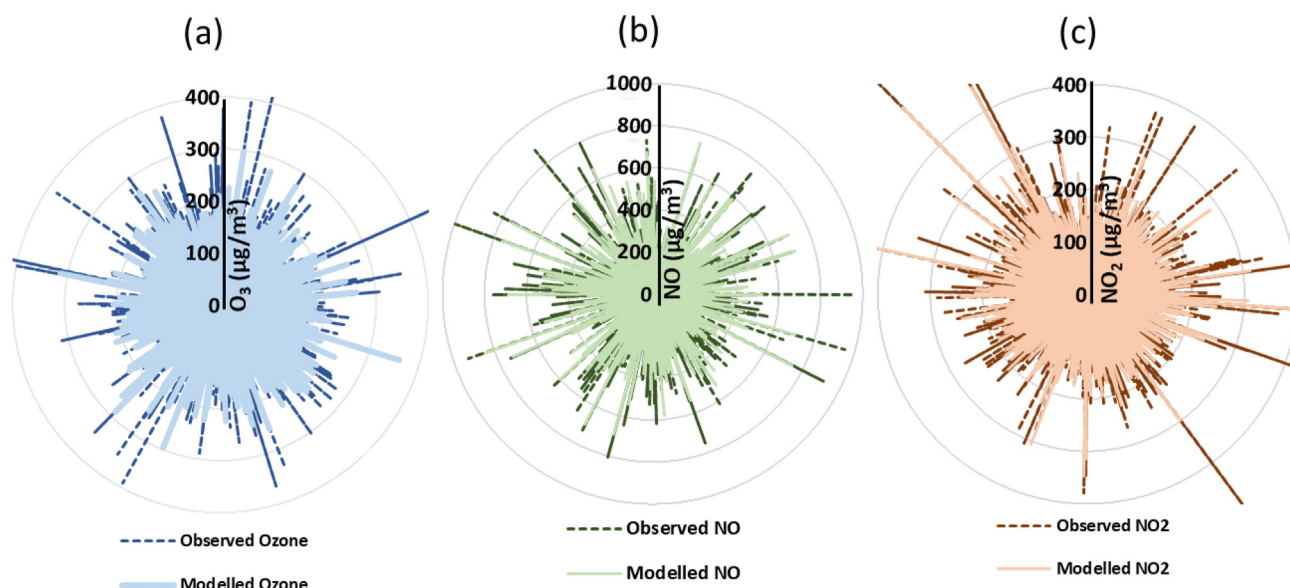 (a)
(b)
(c)
400
300
200
100
0
O₃ (µg/m³)
1000
800
600
400
200
0
NO (µg/m³)
400
300
200
100
0
NO₂ (µg/m³)
Observed Ozone
Modelled Ozone
Observed NO
Modelled NO
Observed NO2
Modelled NO2